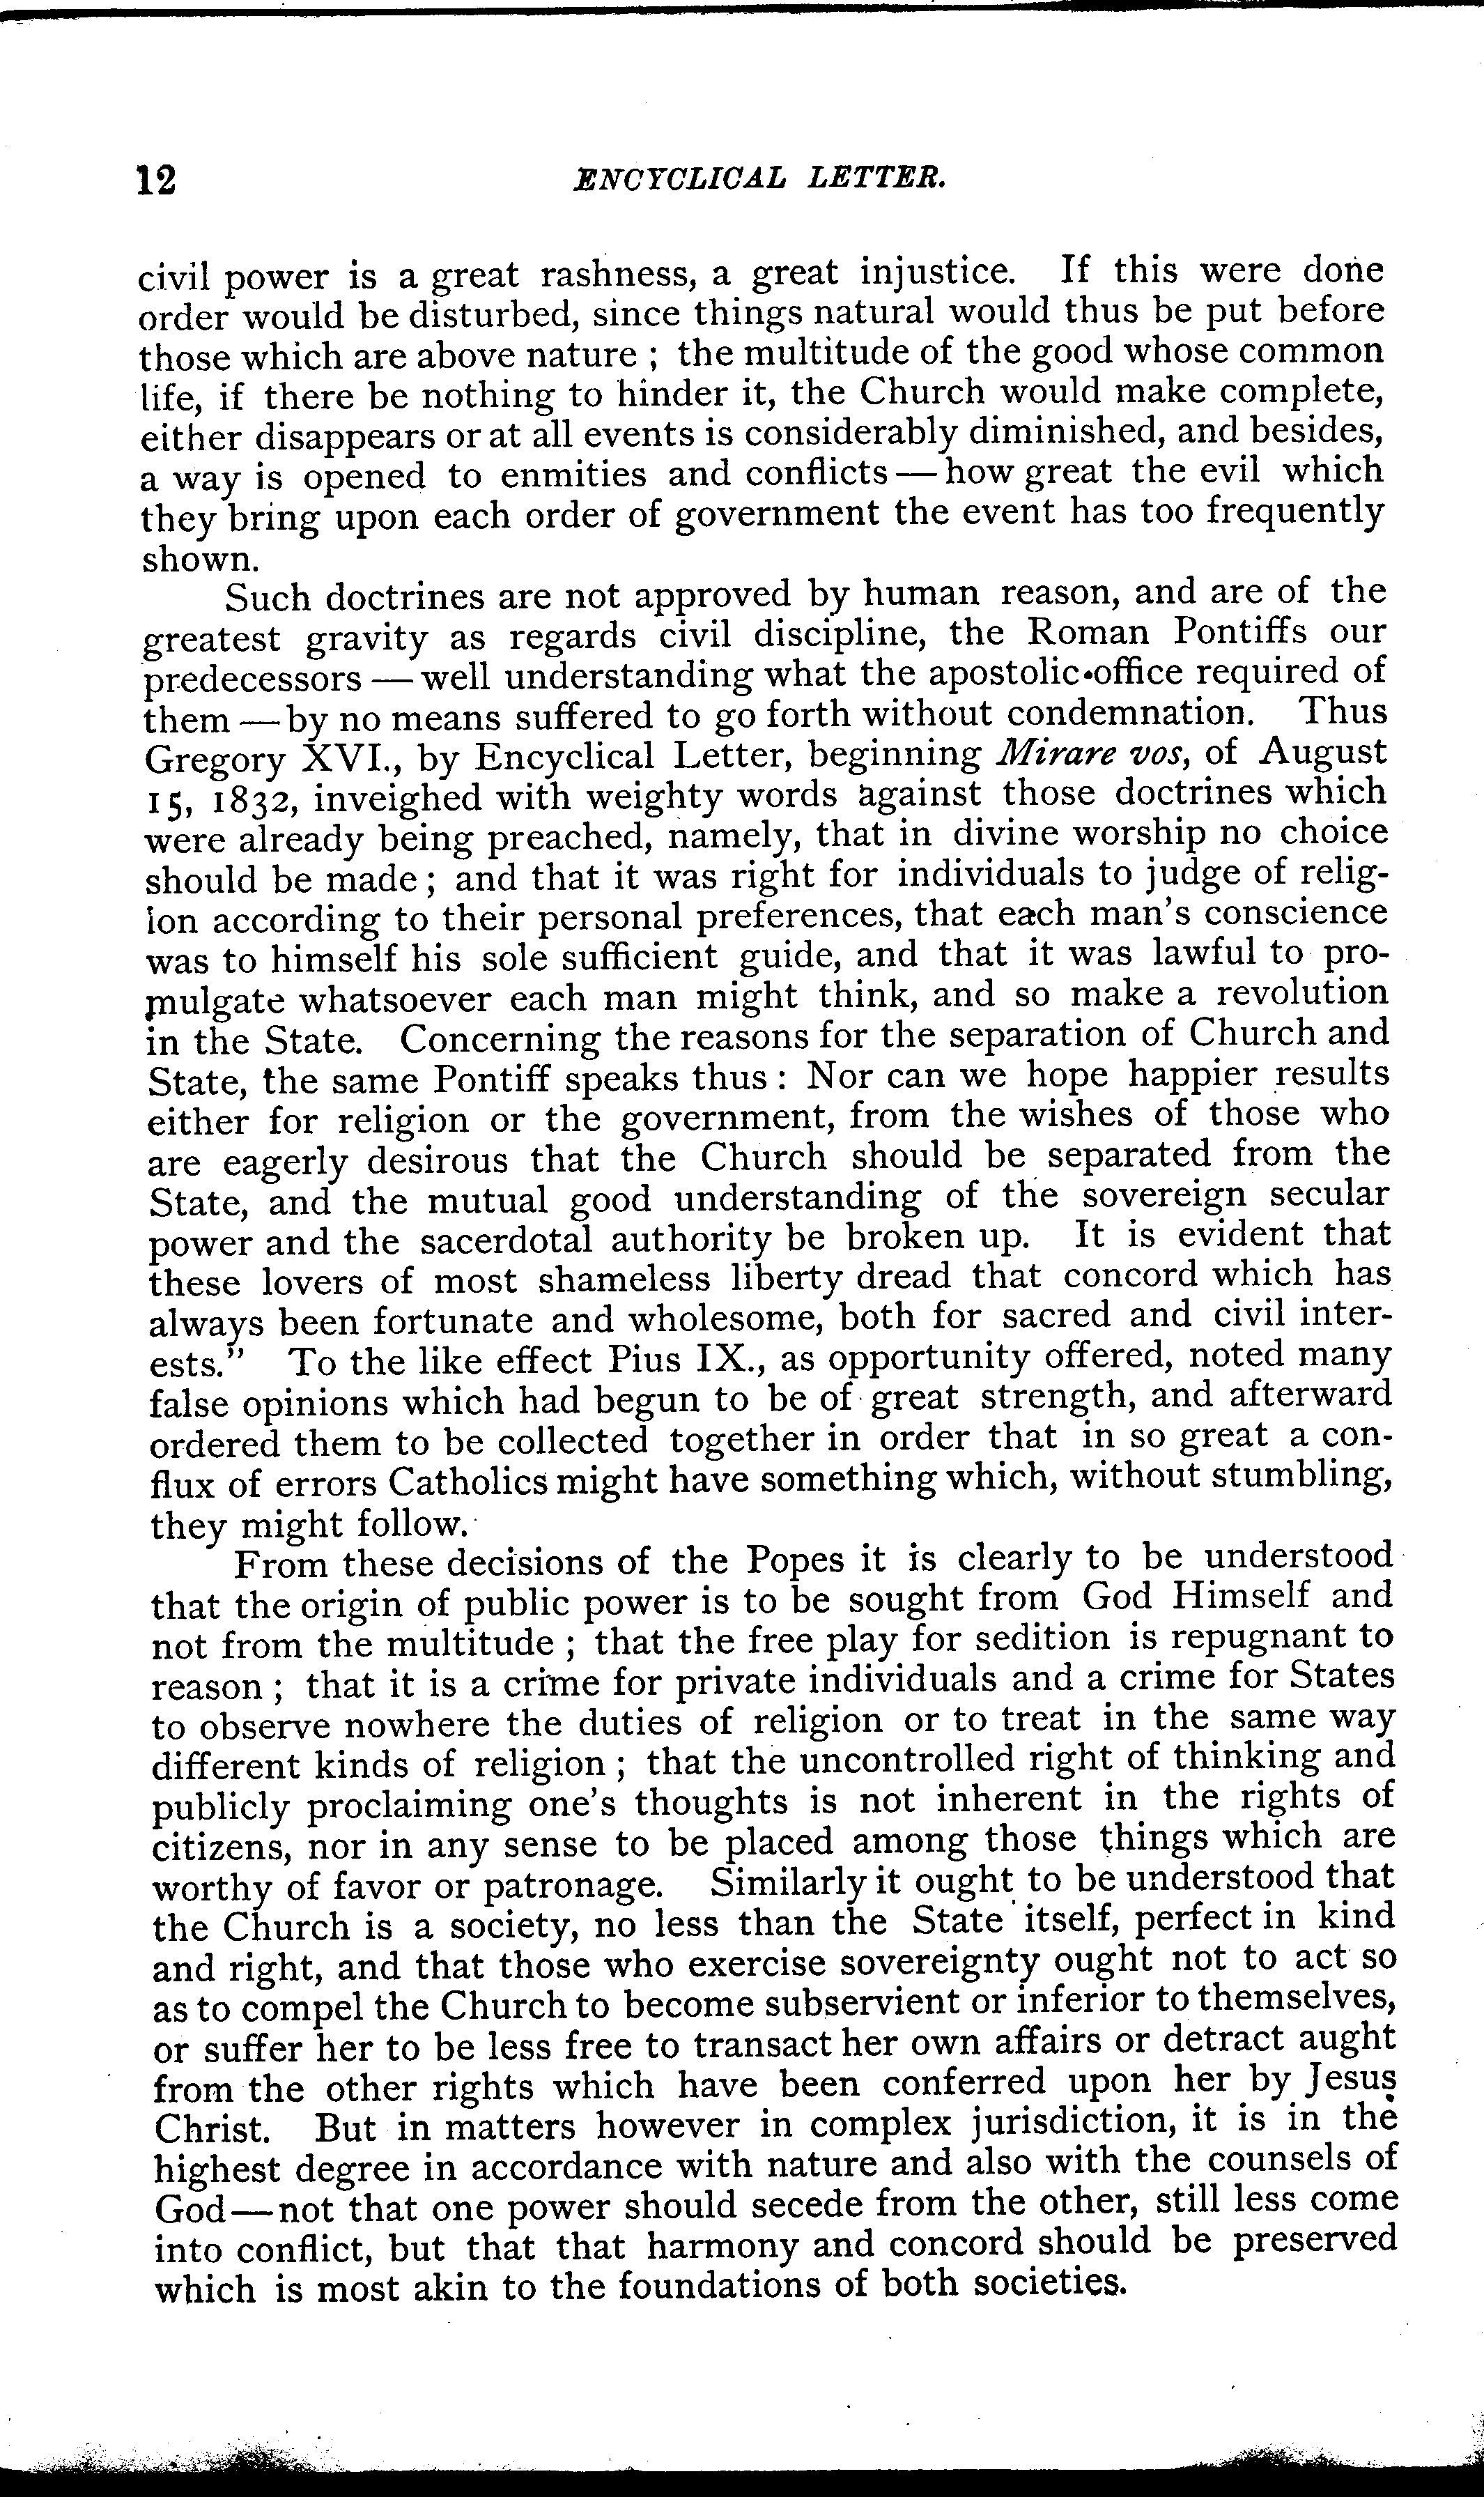 12
ENCYCLICAL LETTER.
civil power is a great rashness, a great injustice. If this were done
order would be disturbed, since things natural would thus be put before
those which are above nature ; the multitude of the good whose common
life, if there be nothing to hinder it, the Church would make complete,
either disappears or at all events is considerably diminished, and besides,
a way is opened to enmities and conflicts — how great the evil which
they bring upon each order of government the event has too frequently
shown.
Such doctrines are not approved by human reason, and are of the
greatest gravity as regards civil discipline, the Roman Pontiffs our
predecessors — well understanding what the apostolic office required of
them — by no means suffered to go forth without condemnation. Thus
Gregory XVI., by Encyclical Letter, beginning Mirare vos, of August
15, 1832, inveighed with weighty words against those doctrines which
were already being preached, namely, that in divine worship no choice
should be made ; and that it was right for individuals to judge of relig-
ion according to their personal preferences, that each man's conscience
was to himself his sole sufficient guide, and that it was lawful to pro-
mulgate whatsoever each man might think, and so make a revolution
in the State. Concerning the reasons for the separation of Church and
State, the same Pontiff speaks thus : Nor can we hope happier results
either for religion or the government, from the wishes of those who
are eagerly desirous that the Church should be separated from the
State, and the mutual good understanding of the sovereign secular
power and the sacerdotal authority be broken up. It is evident that
these lovers of most shameless liberty dread that concord which has
always been fortunate and wholesome, both for sacred and civil inter-
ests." To the like effect Pius IX., as opportunity offered, noted many
false opinions which had begun to be of great strength, and afterward
ordered them to be collected together in order that in so great a con-
flux of errors Catholics might have something which, without stumbling,
they might follow.
From these decisions of the Popes it is clearly to be understood
that the origin of public power is to be sought from God Himself and
not from the multitude ; that the free play for sedition is repugnant to
reason ; that it is a crime for private individuals and a crime for States
to observe nowhere the duties of religion or to treat in the same way
different kinds of religion ; that the uncontrolled right of thinking and
publicly proclaiming one's thoughts is not inherent in the rights of
citizens, nor in any sense to be placed among those things which are
worthy of favor or patronage. Similarly it ought to be understood that
the Church is a society, no less than the State itself, perfect in kind
and right, and that those who exercise sovereignty ought not to act so
as to compel the Church to become subservient or inferior to themselves,
or suffer her to be less free to transact her own affairs or detract aught
from the other rights which have been conferred upon her by Jesus
Christ. But in matters however in complex jurisdiction, it is in the
highest degree in accordance with nature and also with the counsels of
God — not that one power should secede from the other, still less come
into conflict, but that that harmony and concord should be preserved
which is most akin to the foundations of both societies.